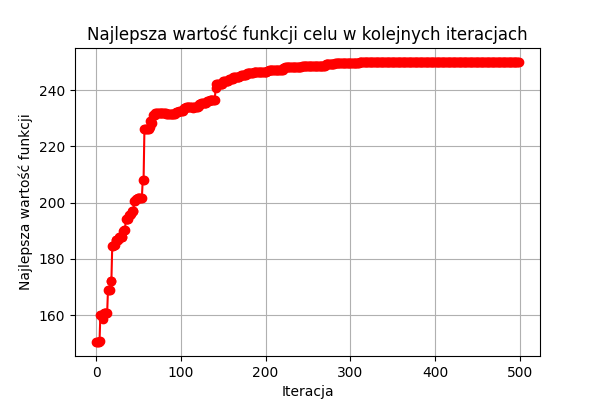 Najlepsza wartość funkcji celu w kolejnych iteracjach
Najlepsza wartość funkcji
240
220
200
180
160
0 100 200 300 400 500
Iteracja